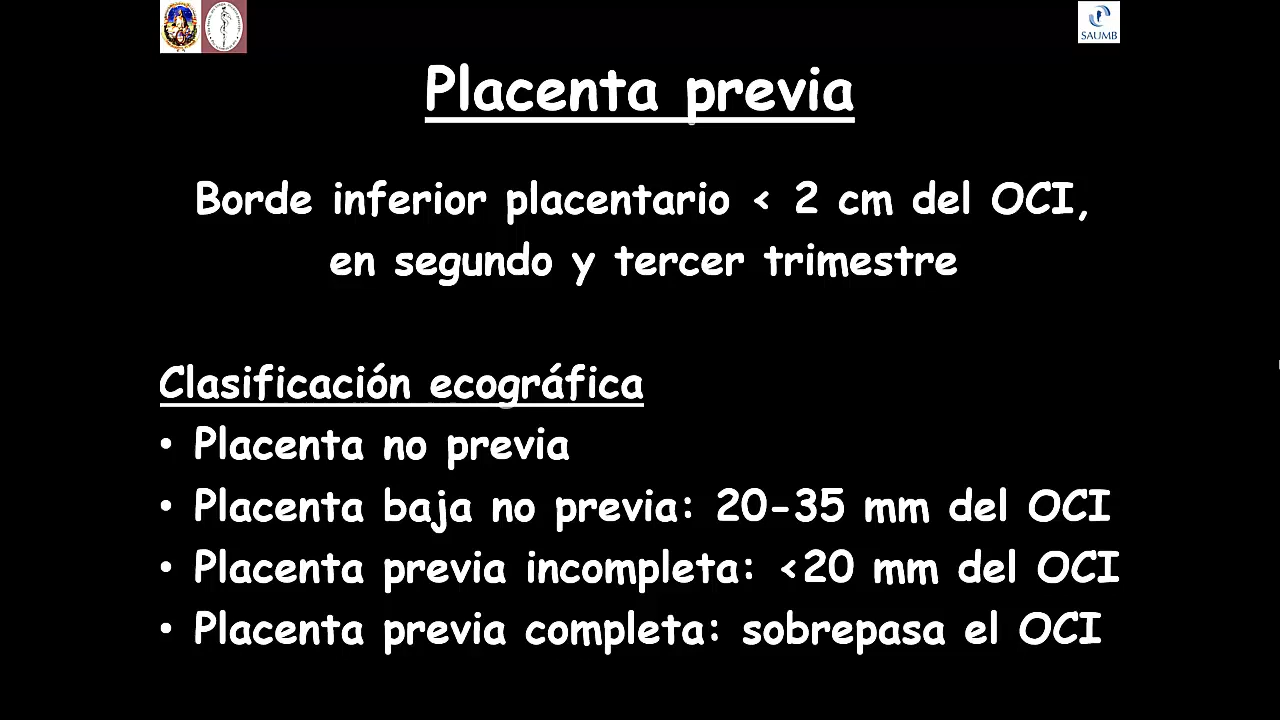 SAUMB
Placenta previa
Borde inferior placentario < 2 cm del OCI,
en segundo y tercer trimestre
Clasificación ecográfica
• Placenta no previa
• Placenta baja no previa: 20-35 mm del OCI
• Placenta previa incompleta: <20 mm del OCI
• Placenta previa completa: sobrepasa el OCI